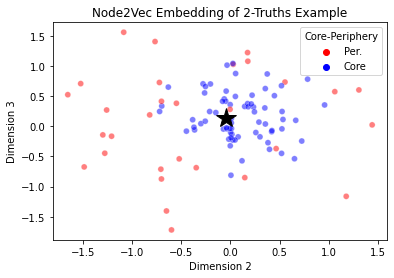 Node2Vec Embedding of 2-Truths Example
Core-Periphery
Per.
Core
Dimension 3
1.5
1.0
0.5
0.0
−0.5
−1.0
−1.5
−1.5 −1.0 −0.5 0.0 0.5 1.0 1.5
Dimension 2